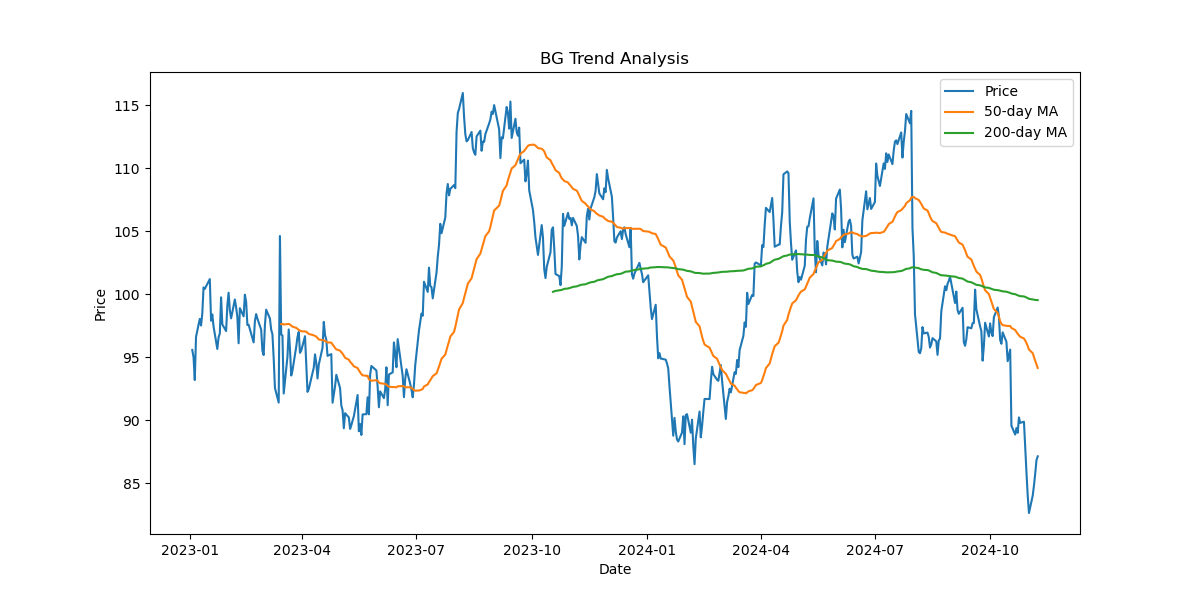 BG Trend Analysis
Price
50-day MA
200-day MA
115
110
105
100
95
90
85
Price
2023-01 2023-04 2023-07 2023-10 2024-01 2024-04 2024-07 2024-10
Date